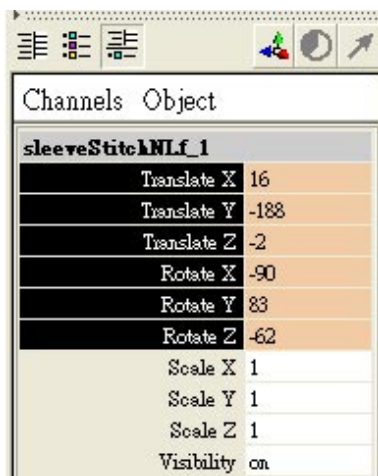 Channels Object
sleeveStitchNLf_1
Translate X 16
Translate Y -188
Translate Z -2
Rotate X -90
Rotate Y 83
Rotate Z -62
Scale X 1
Scale Y 1
Scale Z 1
Visibility on